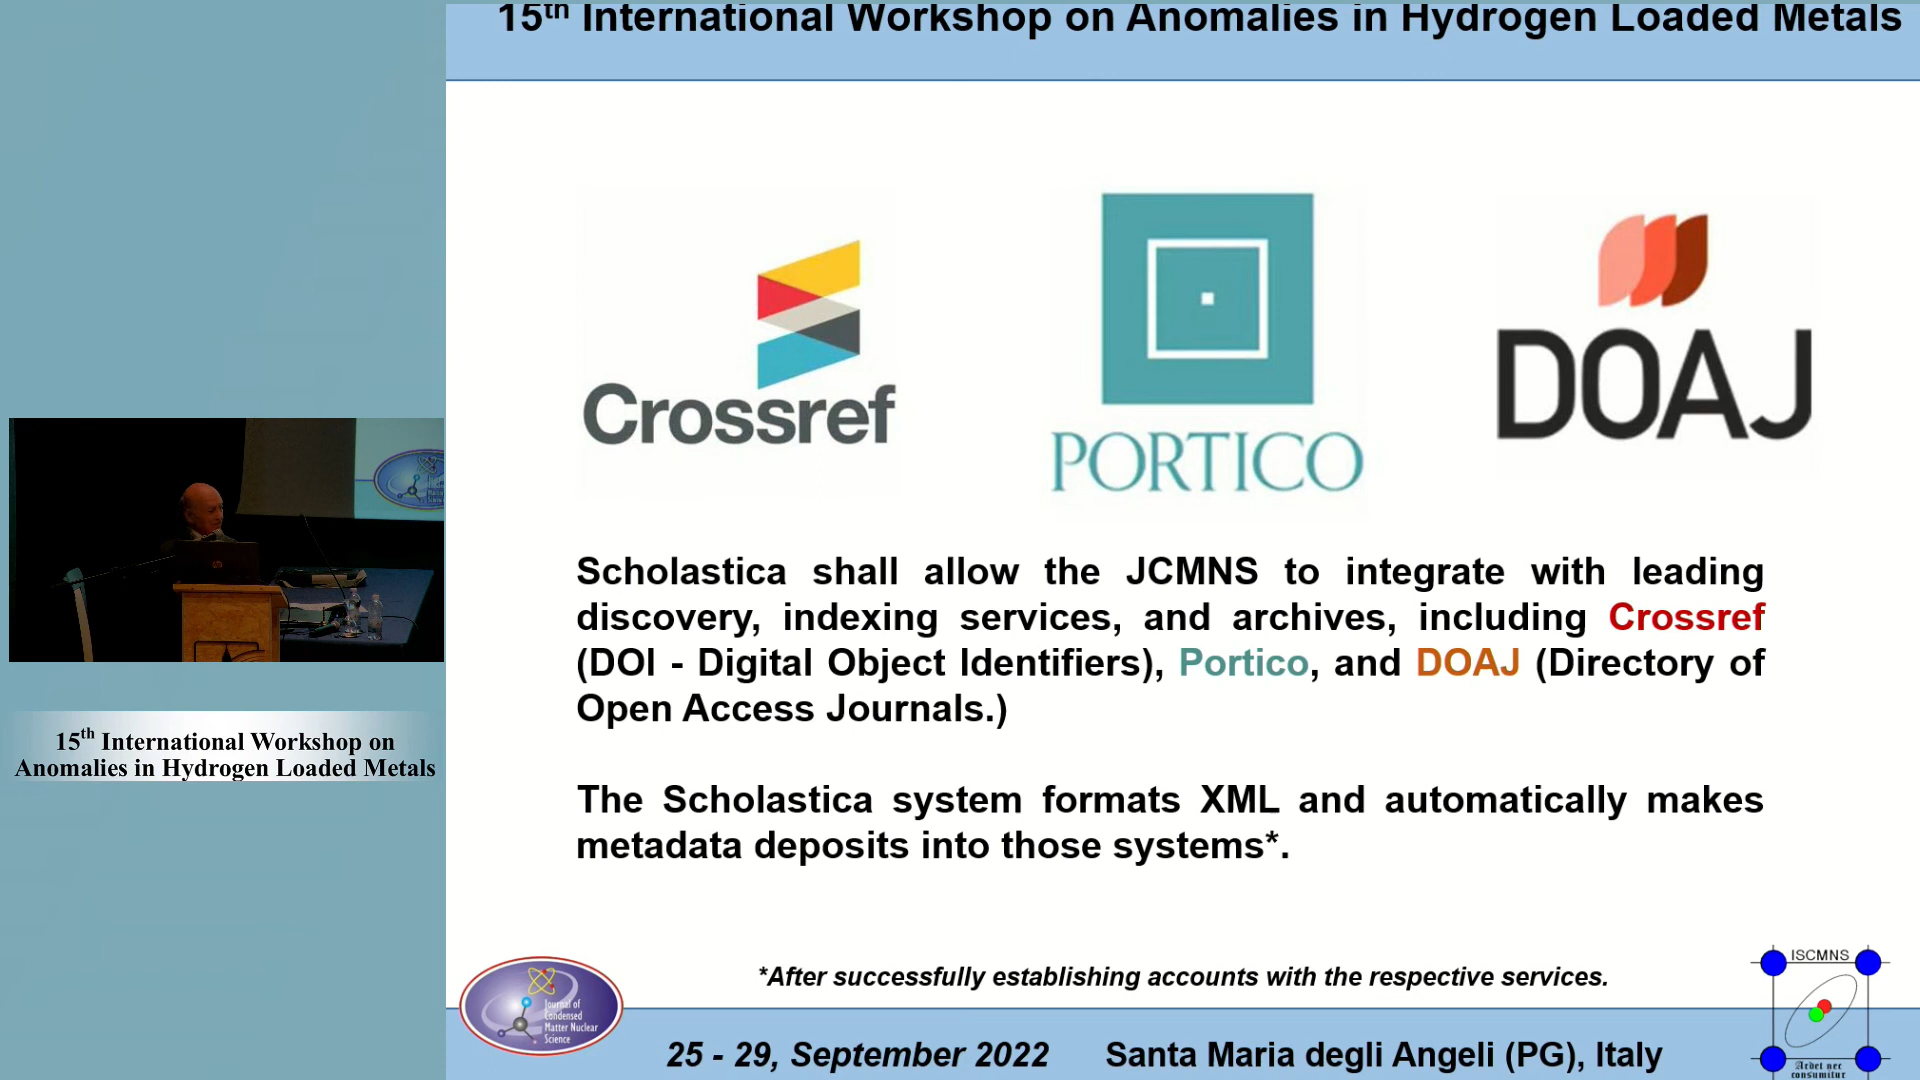 15th International Workshop on Anomalies in Hydrogen Loaded Metals
Crossref
PORTICO
DOAJ
Scholastica shall allow the JCMNS to integrate with leading
discovery, indexing services, and archives, including Crossref
(DOI - Digital Object Identifiers), Portico, and DOAJ (Directory of
Open Access Journals.)
The Scholastica system formats XML and automatically makes
metadata deposits into those systems*.
*After successfully establishing accounts with the respective services.
Journal of
Condensed
Matter Nuclear
Science
25 - 29, September 2022 Santa Maria degli Angeli (PG), Italy
ISCMNS
Ardet nec
consumitur
15th International Workshop on
Anomalies in Hydrogen Loaded Metals